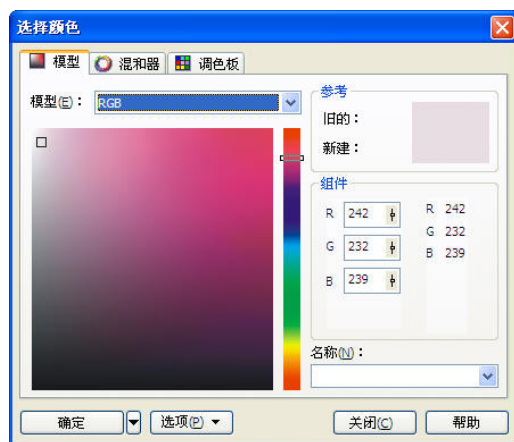 选择颜色
模型 混和器 调色板
模型(E)： RGB
参考
旧的：
新建：
组件
R 242 R 242
G 232 G 232
B 239 B 239
名称(N)：
确定 选项(P) 关闭(C) 帮助